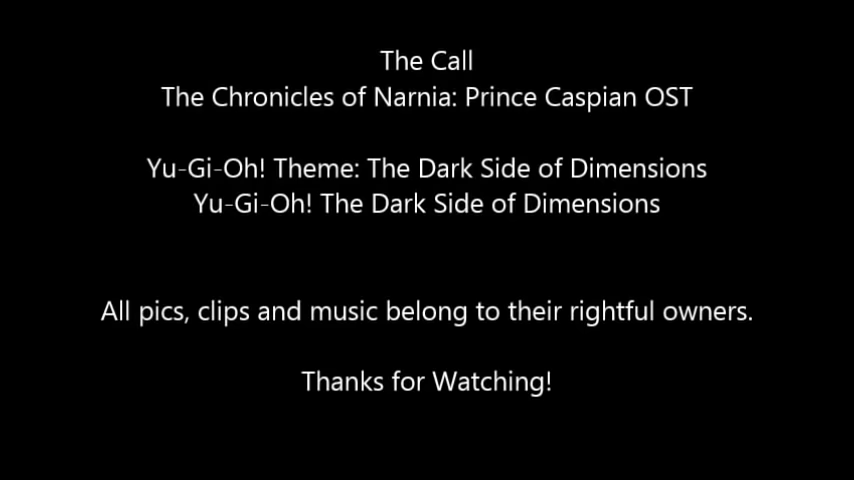 The Call
The Chronicles of Narnia: Prince Caspian OST
Yu-Gi-Oh! Theme: The Dark Side of Dimensions
Yu-Gi-Oh! The Dark Side of Dimensions
All pics, clips and music belong to their rightful owners.
Thanks for Watching!